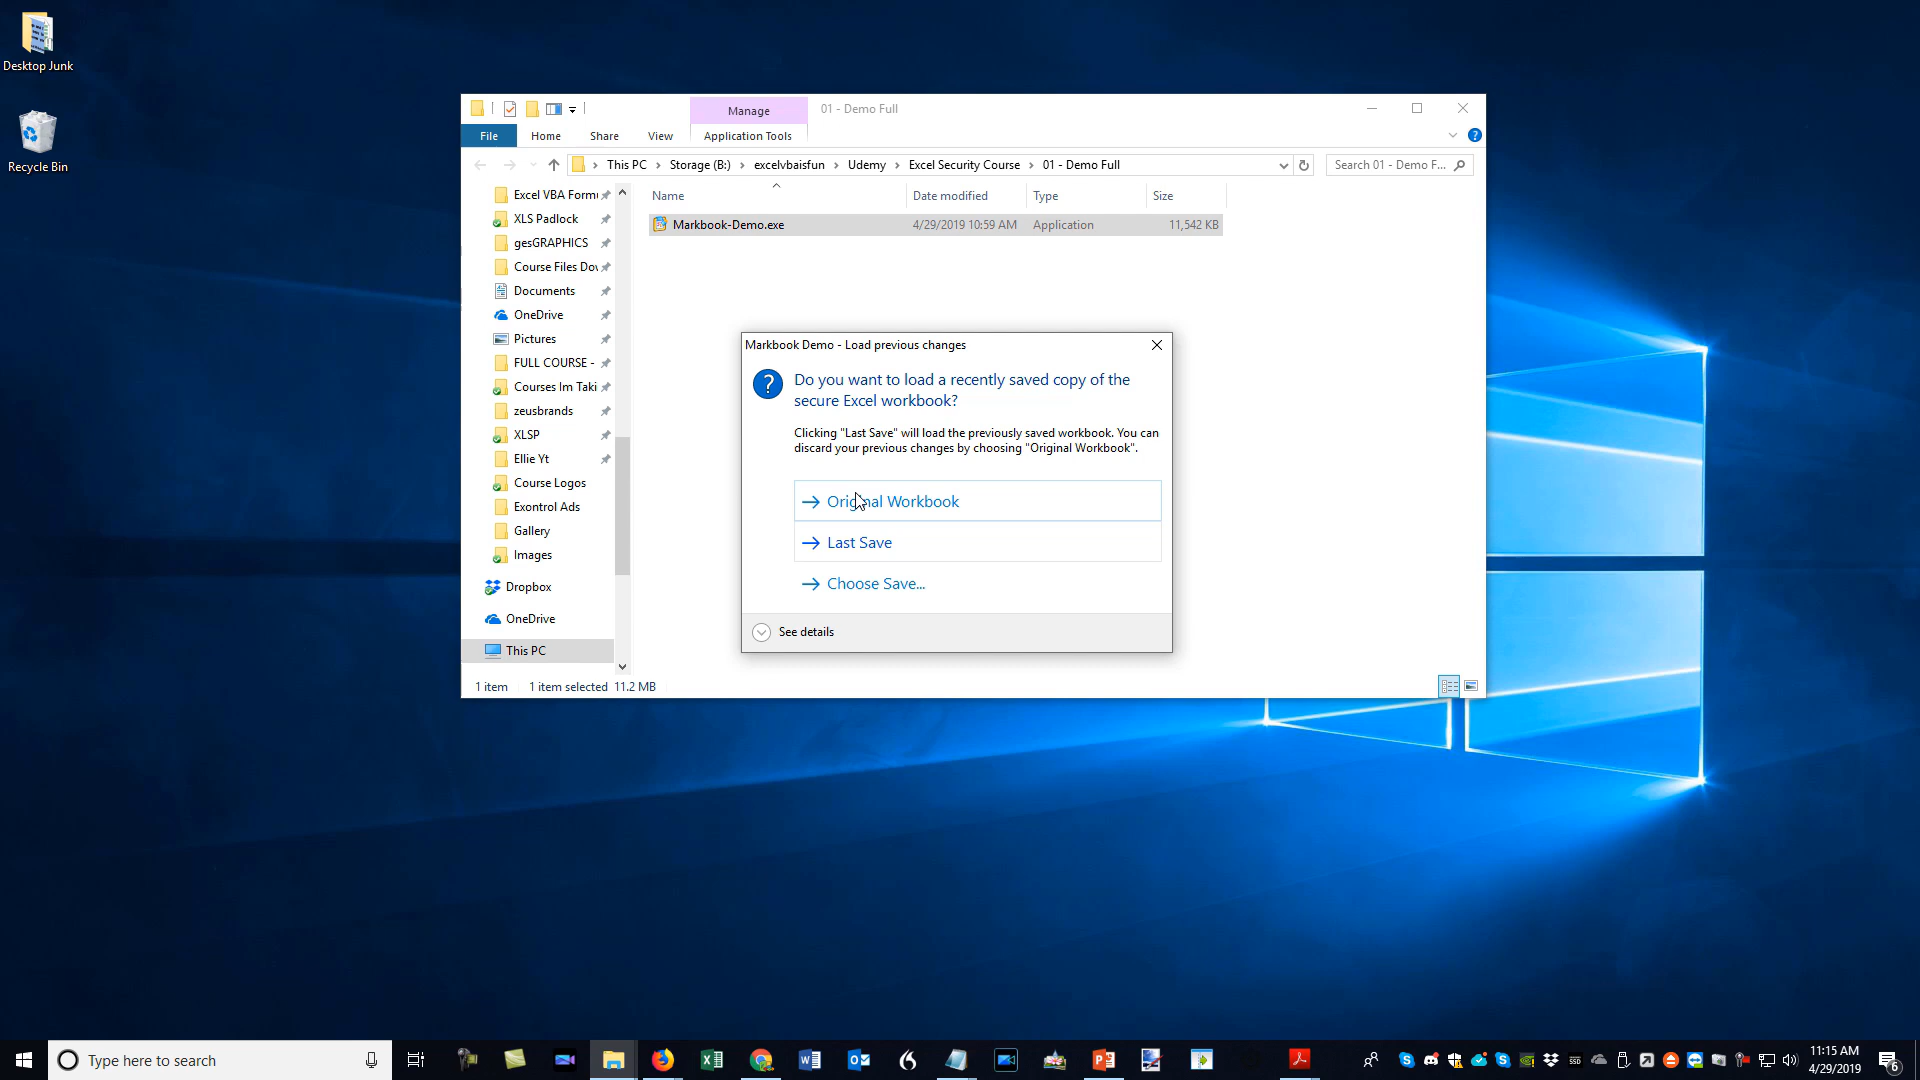 Desktop Junk
Recycle Bin
Manage
01 - Demo Full
File
Home
Share
View
Application Tools
This PC
Storage (B:)
excelvbaisfun
Udemy
Excel Security Course
01 - Demo Full
Search 01 - Demo F...
Name
Date modified
Type
Size
Markbook-Demo.exe
4/29/2019 10:59 AM
Application
11,542 KB
Excel VBA Form
XLS Padlock
gesGRAPHICS
Course Files Do
Documents
OneDrive
Pictures
FULL COURSE -
Courses Im Taki
zeusbrands
XLSP
Ellie Yt
Course Logos
Exontrol Ads
Gallery
Images
Dropbox
OneDrive
This PC
Markbook Demo - Load previous changes
Do you want to load a recently saved copy of the
secure Excel workbook?
Clicking "Last Save" will load the previously saved workbook. You can
discard your previous changes by choosing "Original Workbook".
Original Workbook
Last Save
Choose Save...
See details
1 item
1 item selected
11.2 MB
Type here to search
11:15 AM
4/29/2019
6